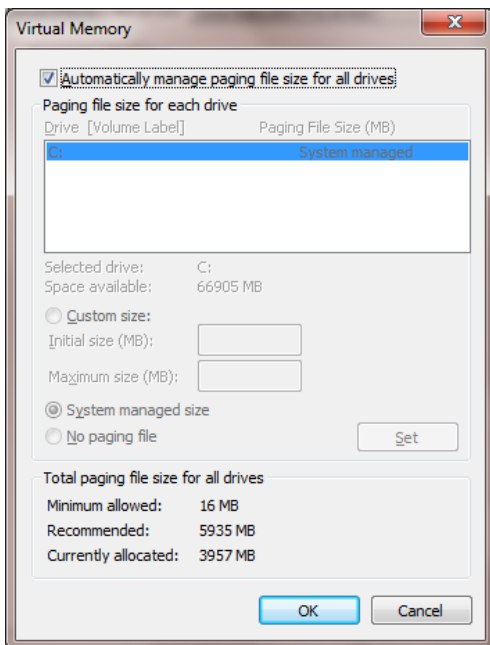 Virtual Memory
Automatically manage paging file size for all drives
Paging file size for each drive
Drive [Volume Label] Paging File Size (MB)
C: System managed
Selected drive: C:
Space available: 66905 MB
Custom size:
Initial size (MB):
Maximum size (MB):
System managed size
No paging file Set
Total paging file size for all drives
Minimum allowed: 16 MB
Recommended: 5935 MB
Currently allocated: 3957 MB
OK Cancel